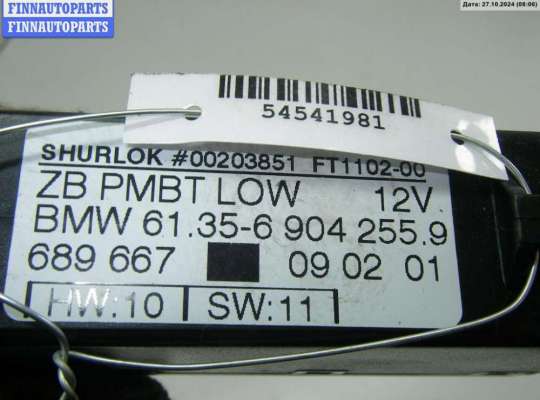 FINNAUTOPARTS
FINNAUTOPARTS
Дата: 27.10.2024 (08:06)
54541981
SHURLOK #00203851 FT1102-00
ZB PMBT LOW 12V
BMW 61.35-6 904 255.9
689 667 09 02 01
HW:10 SW:11